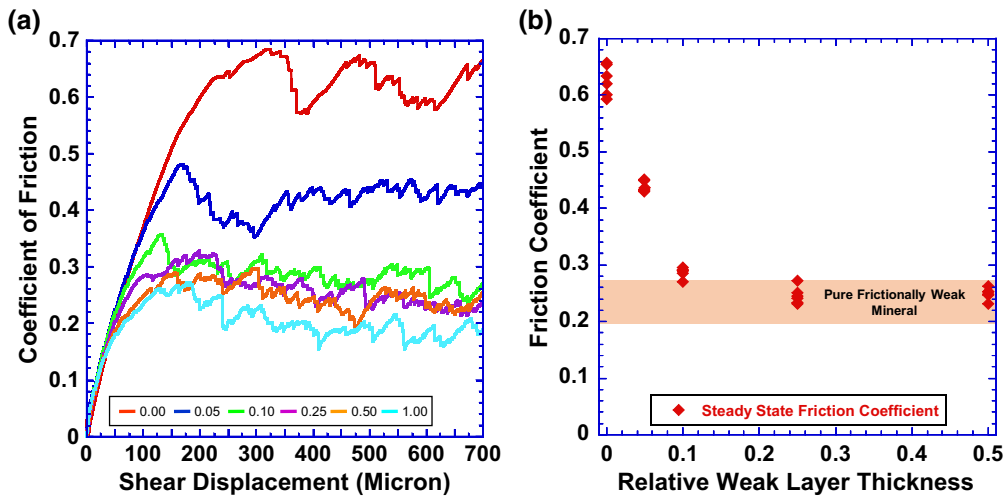 (a)
Coefficient of Friction
0.7
0.6
0.5
0.4
0.3
0.2
0.1
0
0.00 0.05 0.10 0.25 0.50 1.00
0 100 200 300 400 500 600 700
Shear Displacement (Micron)
(b)
Friction Coefficient
0.7
0.6
0.5
0.4
0.3
0.2
0.1
0
Pure Frictionally Weak
Mineral
Steady State Friction Coefficient
0 0.1 0.2 0.3 0.4 0.5
Relative Weak Layer Thickness